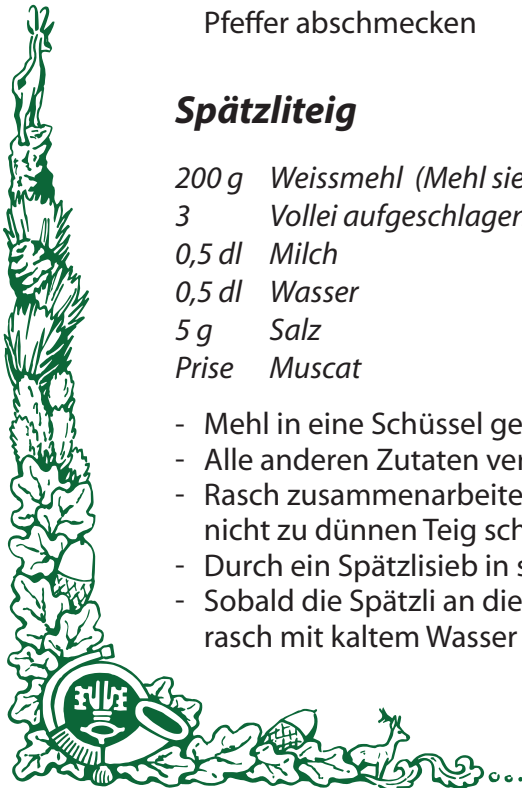 Pfeffer abschmecken
Spätzliteig
200 g Weissmehl (Mehl sie
3 Vollei aufgeschlagen
0,5 dl Milch
0,5 dl Wasser
5 g Salz
Prise Muscat
- Mehl in eine Schüssel ge
- Alle anderen Zutaten ver
- Rasch zusammenarbeite
nicht zu dünnen Teig sch
- Durch ein Spätzlisieb in s
- Sobald die Spätzli an die
rasch mit kaltem Wasser